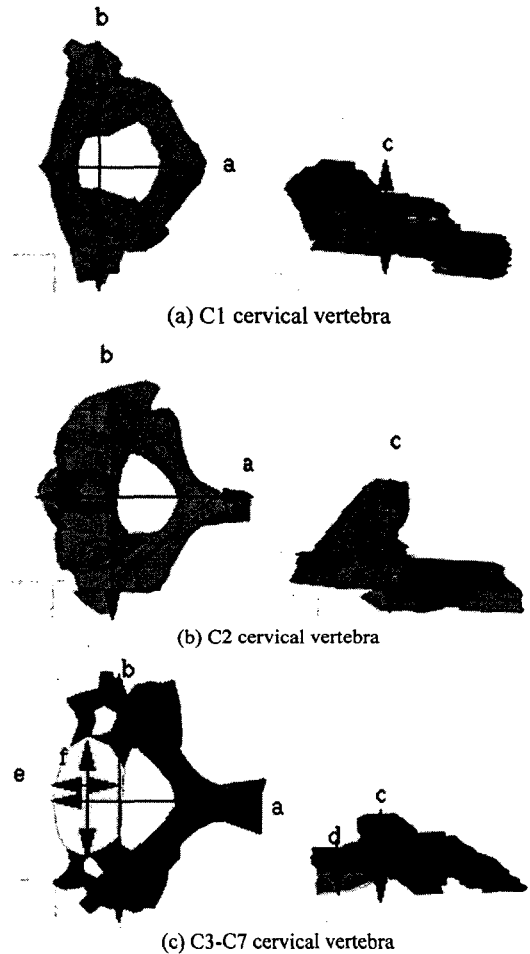 b
a
c
(a) C1 cervical vertebra
b
a
c
(b) C2 cervical vertebra
b
f
e
a
c
d
(c) C3-C7 cervical vertebra